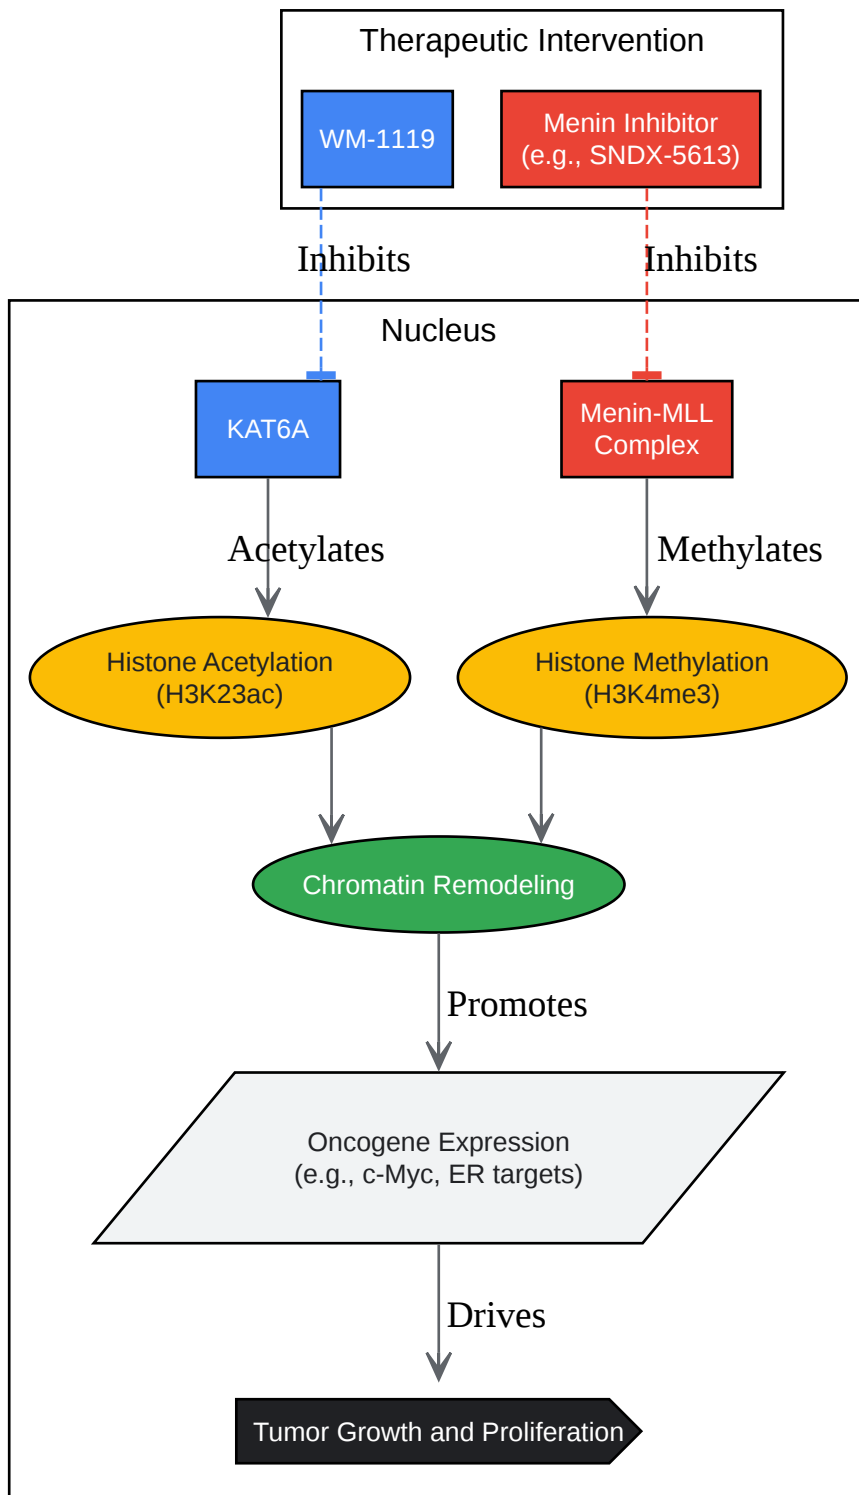 Therapeutic Intervention
WM-1119
Menin Inhibitor
(e.g., SNDX-5613)
Inhibits
Inhibits
Nucleus
KAT6A
Menin-MLL
Complex
Acetylates
Methylates
Histone Acetylation
(H3K23ac)
Histone Methylation
(H3K4me3)
Chromatin Remodeling
Promotes
Oncogene Expression
(e.g., c-Myc, ER targets)
Drives
Tumor Growth and Proliferation